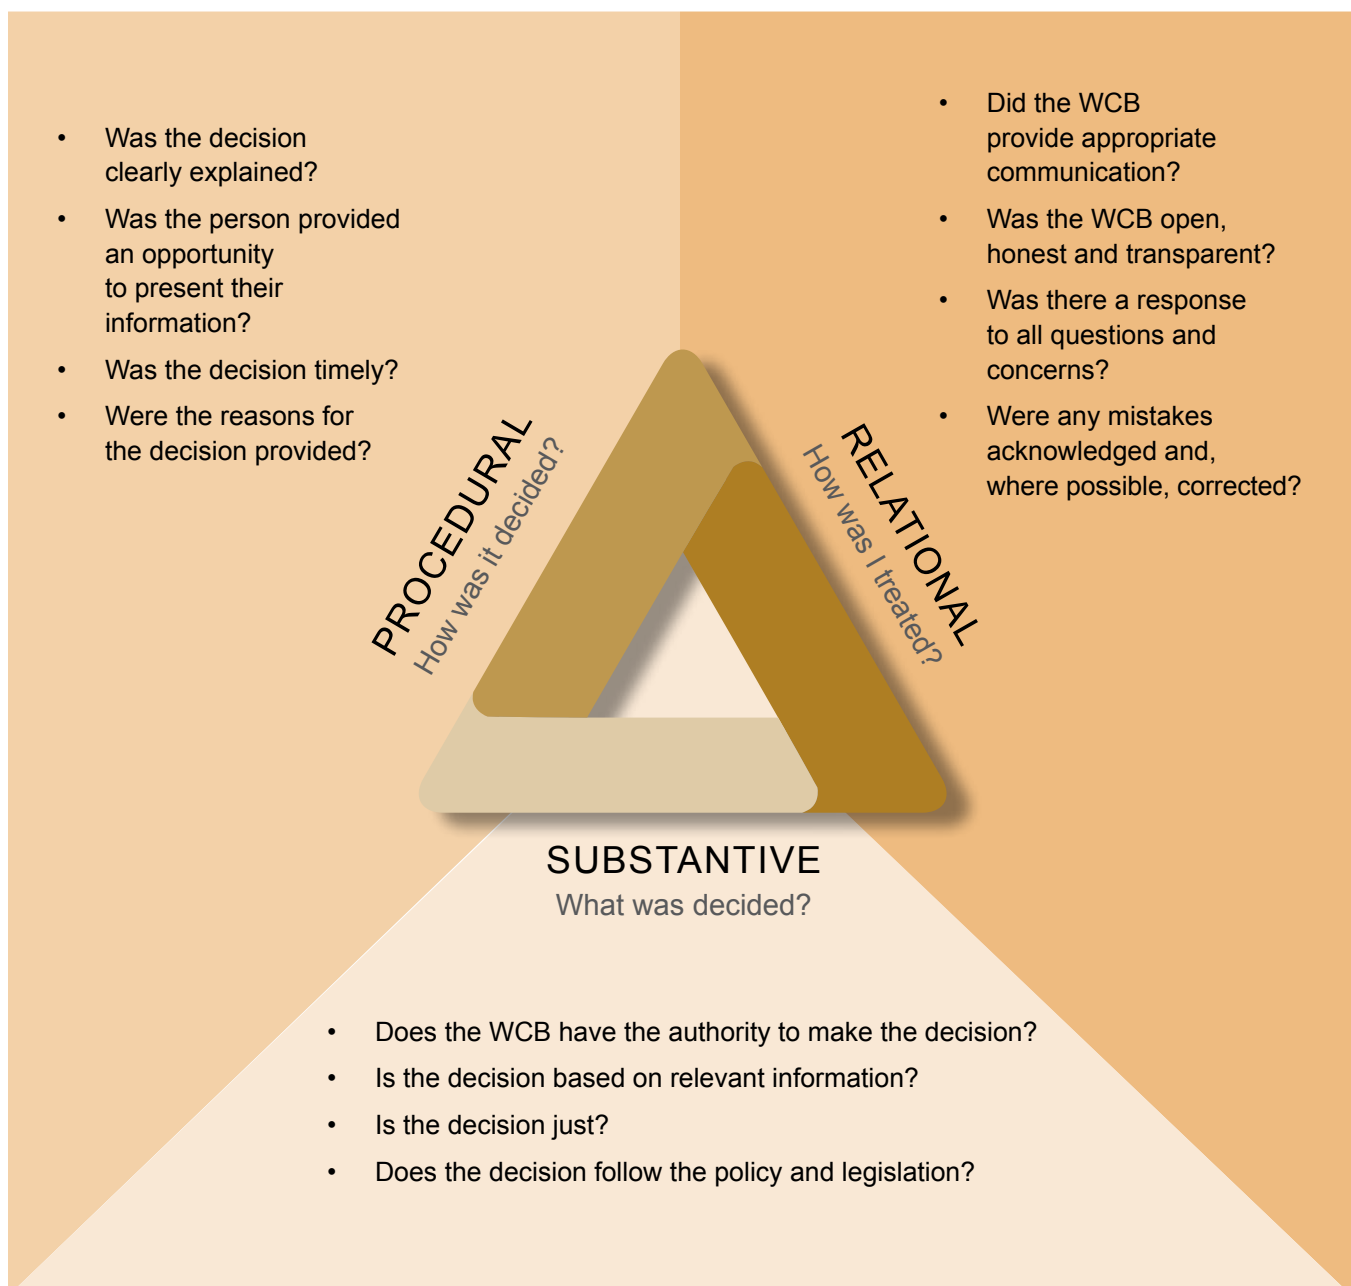 • Was the decision
clearly explained?
• Was the person provided
an opportunity
to present their
information?
• Was the decision timely?
• Were the reasons for
the decision provided?
PROCEDURAL
How was it decided?
• Did the WCB
provide appropriate
communication?
• Was the WCB open,
honest and transparent?
• Was there a response
to all questions and
concerns?
• Were any mistakes
acknowledged and,
where possible, corrected?
RELATIONAL
How was I treated?
SUBSTANTIVE
What was decided?
• Does the WCB have the authority to make the decision?
• Is the decision based on relevant information?
• Is the decision just?
• Does the decision follow the policy and legislation?